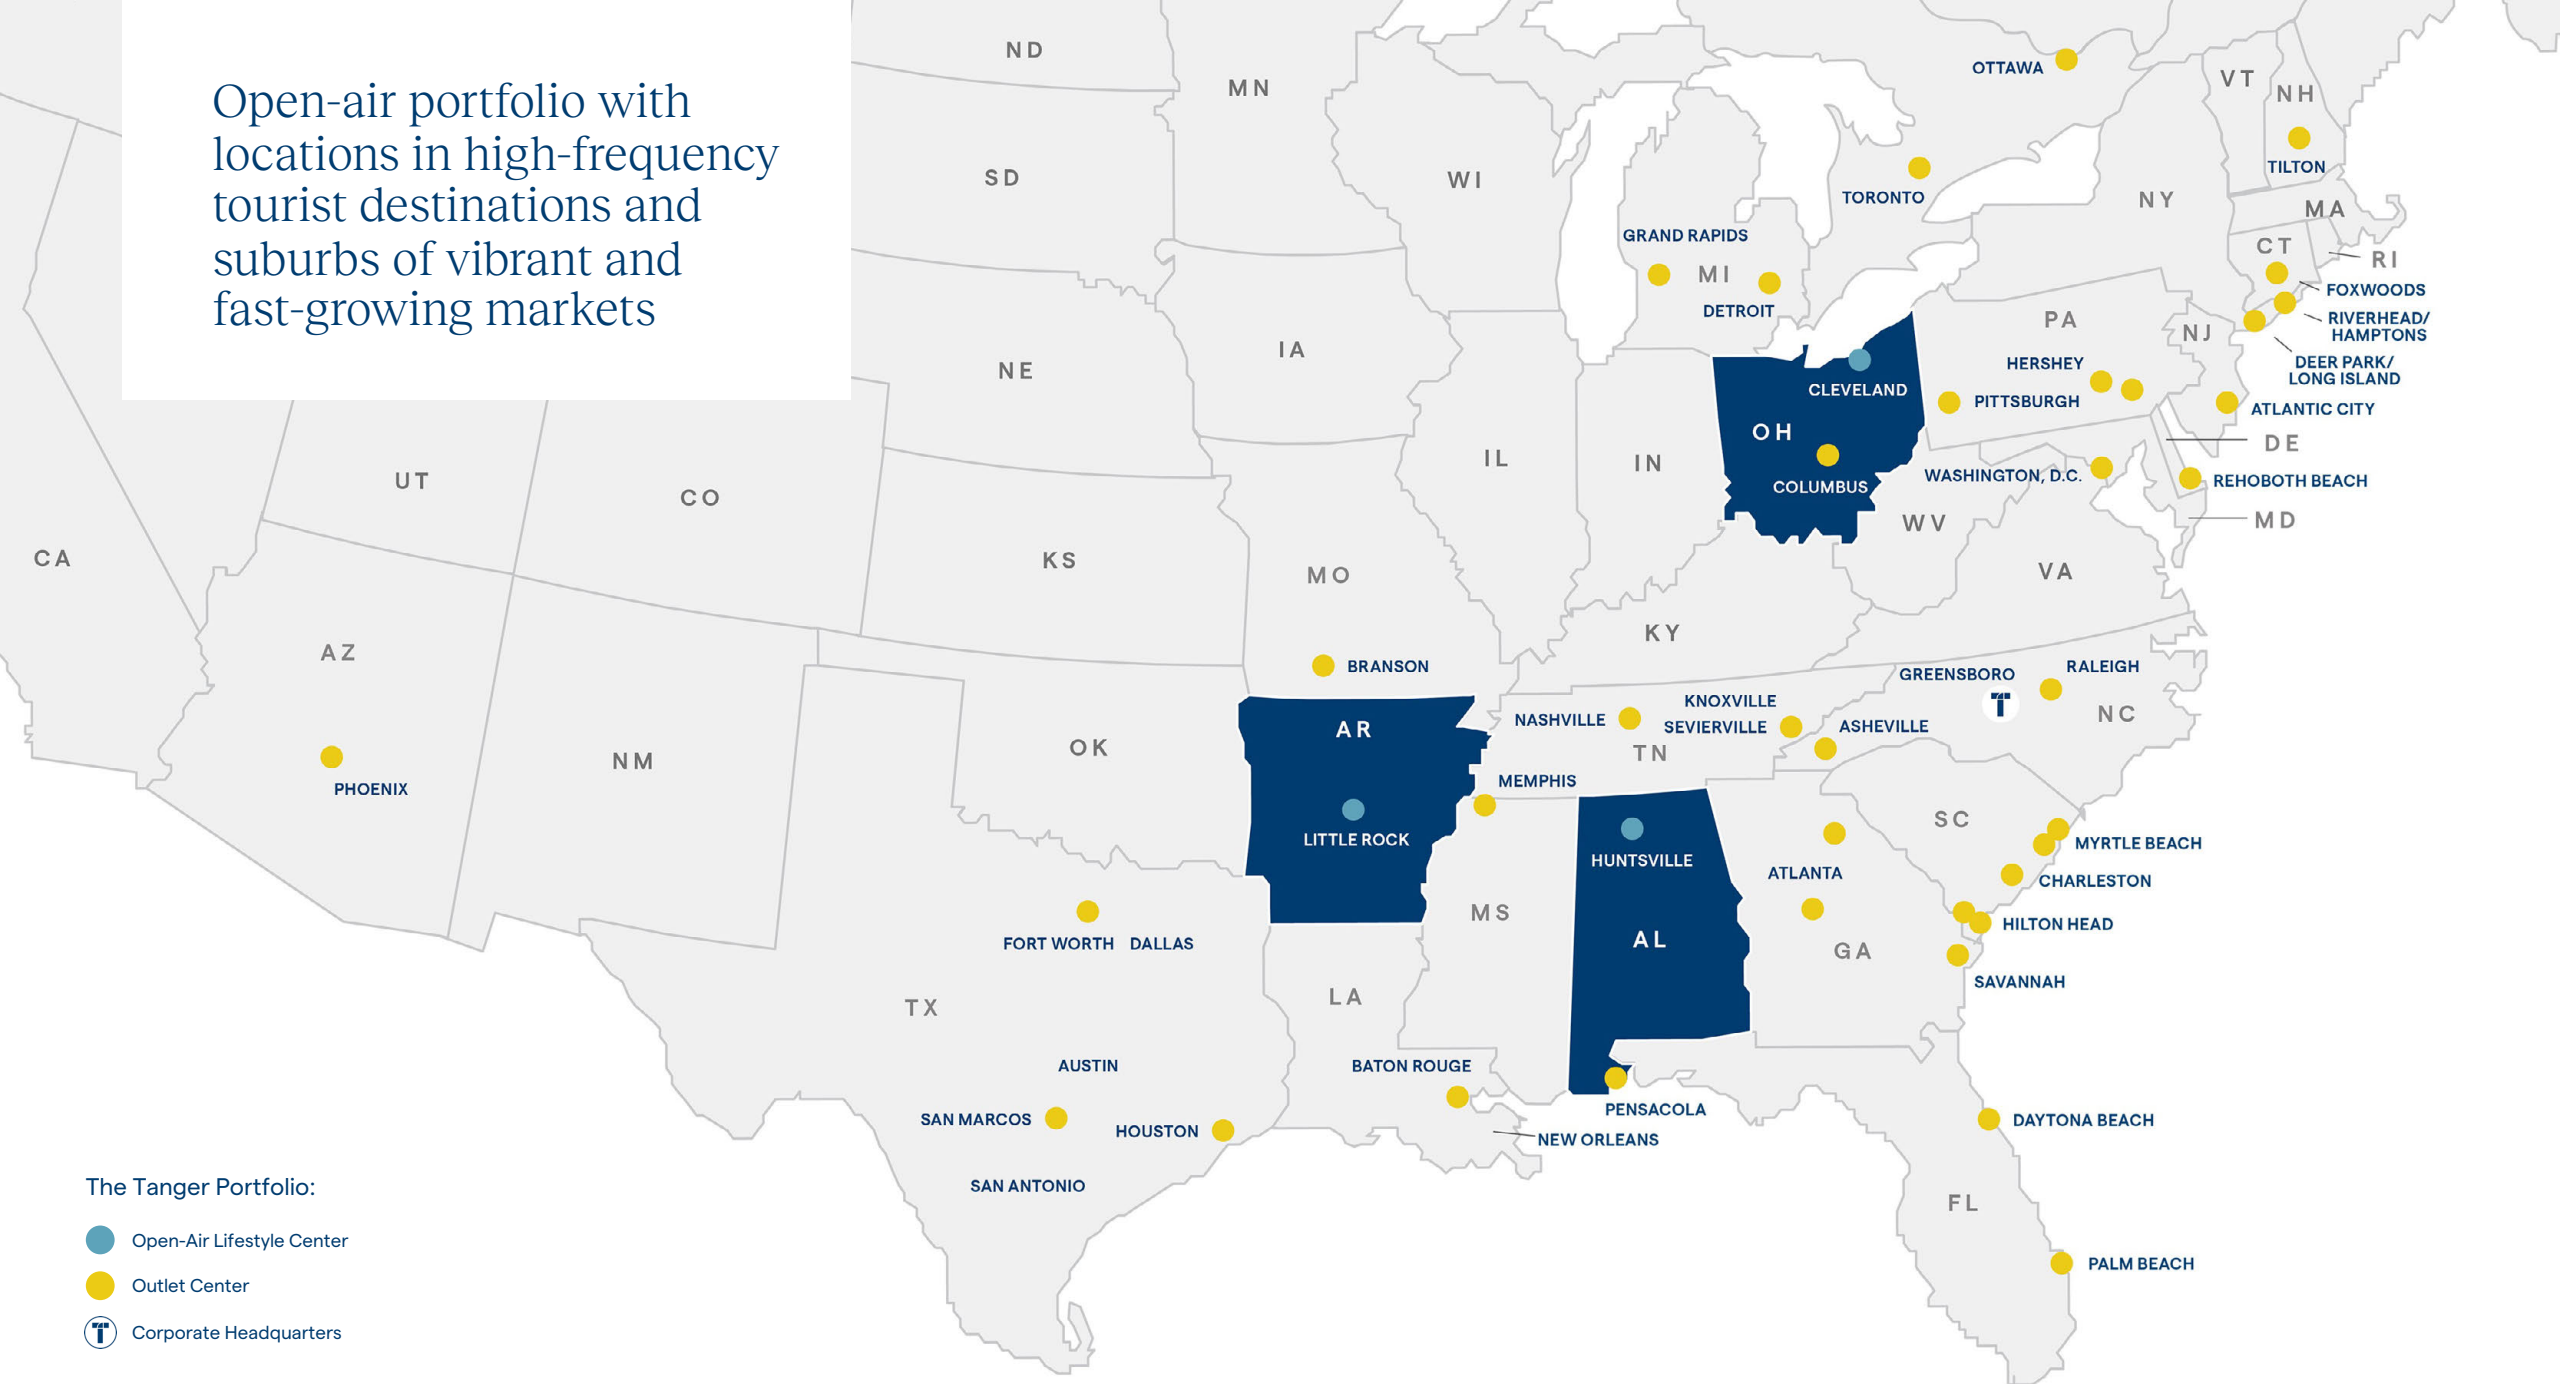 Open-air portfolio with
locations in high-frequency
tourist destinations and
suburbs of vibrant and
fast-growing markets
ND
MN
SD
WI
NE
IA
UT
CO
KS
MO
IL
IN
CA
AZ
NM
OK
TX
LA
MS
AR
LITTLE ROCK
AL
HUNTSVILLE
OH
CLEVELAND
COLUMBUS
MI
GRAND RAPIDS
DETROIT
OTTAWA
TORONTO
VT
NH
TILTON
NY
MA
CT
RI
FOXWOODS
RIVERHEAD/
HAMPTONS
DEER PARK/
LONG ISLAND
PA
NJ
HERSHEY
PITTSBURGH
ATLANTIC CITY
DE
WASHINGTON, D.C.
REHOBOTH BEACH
MD
WV
VA
KY
BRANSON
NASHVILLE
KNOXVILLE
SEVIERVILLE
TN
MEMPHIS
ASHEVILLE
GREENSBORO
T
RALEIGH
NC
SC
MYRTLE BEACH
CHARLESTON
HILTON HEAD
SAVANNAH
ATLANTA
GA
PHOENIX
FORT WORTH DALLAS
AUSTIN
SAN MARCOS
HOUSTON
SAN ANTONIO
BATON ROUGE
NEW ORLEANS
PENSACOLA
DAYTONA BEACH
FL
PALM BEACH
The Tanger Portfolio:
Open-Air Lifestyle Center
Outlet Center
T Corporate Headquarters